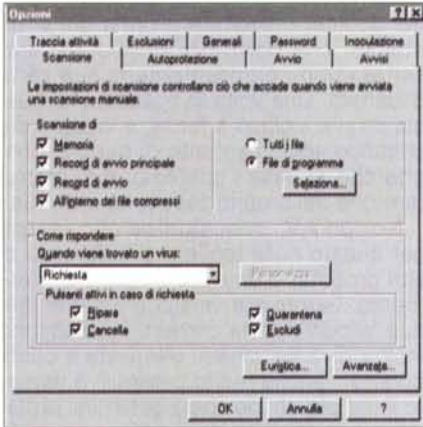 Opzioni
Traccia attività Esclusioni Generali Password Inoculazione
Scansione Autoprotezione Avvio Avvisi
Le impostazioni di scansione controllano ciò che accade quando viene avviata
una scansione manuale.
Scansione di
Memoria
Record di avvio principale
Record di avvio
All'interno dei file compressi
Tutti i file
File di programma
Seleziona...
Come rispondere
Quando viene trovato un virus:
Richiesta
Personalizza
Pulsanti attivi in caso di richiesta
Ripara
Quarantena
Cancella
Escludi
Euristica... Avanzate...
OK Annulla ?